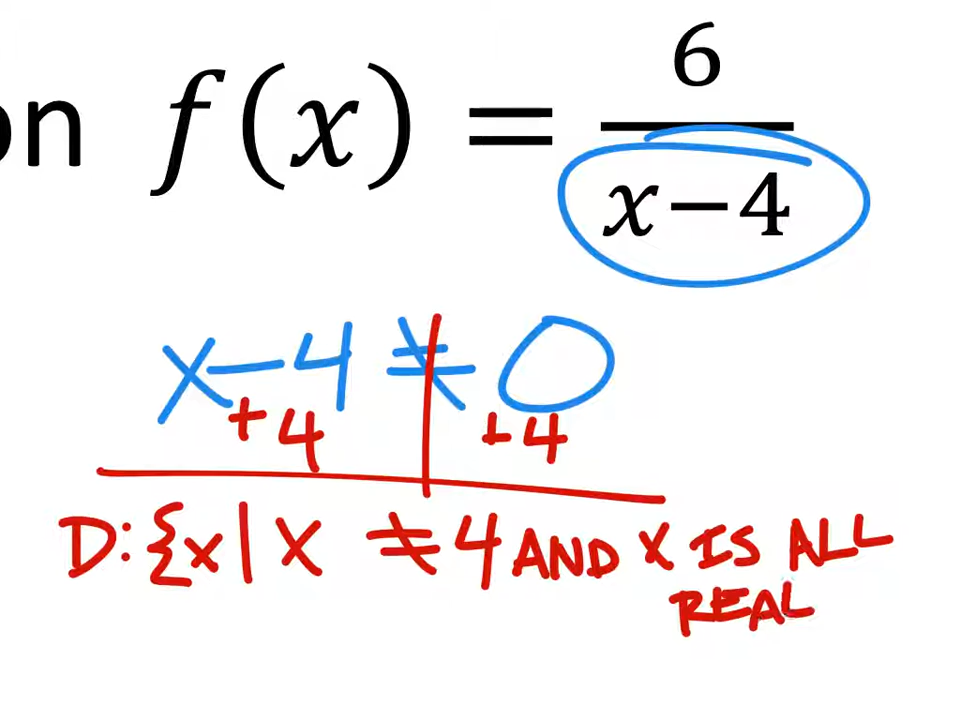 on f(x) = 6/x−4
x−4 ≠ 0
+4 +4
D: {x | x ≠ 4 AND x IS ALL
REAL